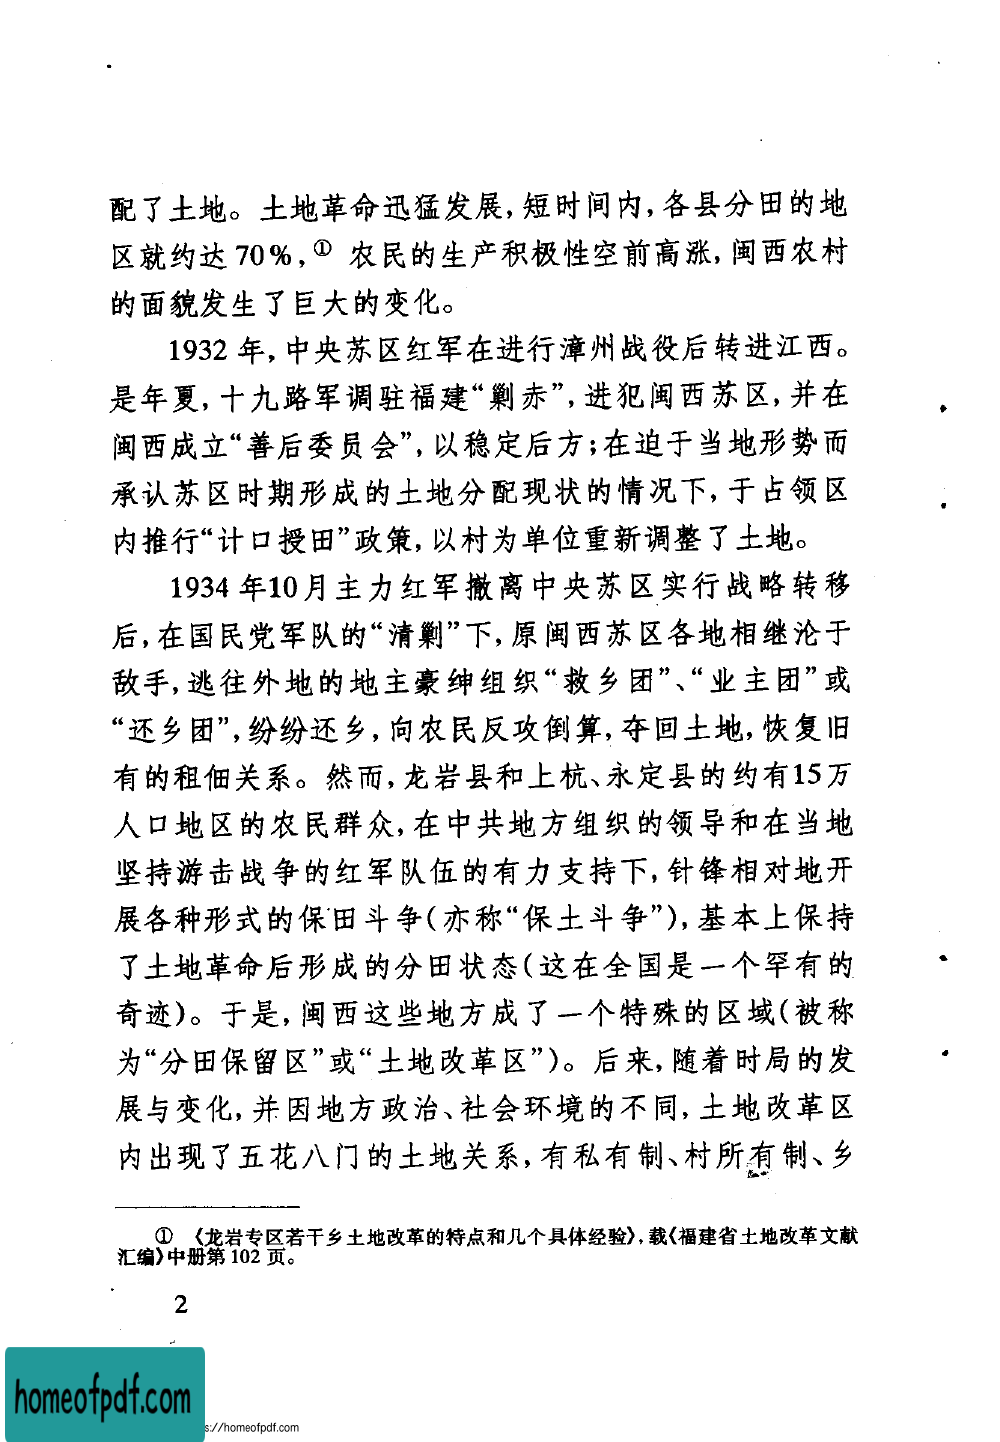 配了土地。土地革命迅猛发展,短时间内,各县分田的地
区就约达 70%,① 农民的生产积极性空前高涨,闽西农村
的面貌发生了巨大的变化。
1932 年,中央苏区红军在进行漳州战役后转进江西。
是年夏,十九路军调驻福建“剿赤”,进犯闽西苏区,并在
闽西成立“善后委员会”,以稳定后方;在迫于当地形势而
承认苏区时期形成的土地分配现状的情况下,于占领区
内推行“计口授田”政策,以村为单位重新调整了土地。
1934 年10月主力红军撤离中央苏区实行战略转移
后,在国民党军队的“清剿”下,原闽西苏区各地相继沦于
敌手,逃往外地的地主豪绅组织“救乡团”、“业主团”或
“还乡团”,纷纷还乡,向农民反攻倒算,夺回土地,恢复旧
有的租佃关系。然而,龙岩县和上杭、永定县的约有15万
人口地区的农民群众,在中共地方组织的领导和在当地
坚持游击战争的红军队伍的有力支持下,针锋相对地开
展各种形式的保田斗争(亦称“保土斗争”),基本上保持
了土地革命后形成的分田状态(这在全国是一个罕有的
奇迹)。于是,闽西这些地方成了一个特殊的区域(被称
为“分田保留区”或“土地改革区”)。后来,随着时局的发
展与变化,并因地方政治、社会环境的不同,土地改革区
内出现了五花八门的土地关系,有私有制、村所有制、乡
① 《龙岩专区若干乡土地改革的特点和几个具体经验》,载《福建省土地改革文献
汇编》中册第 102 页。
2
homeofpdf.com
s://homeofpdf.com